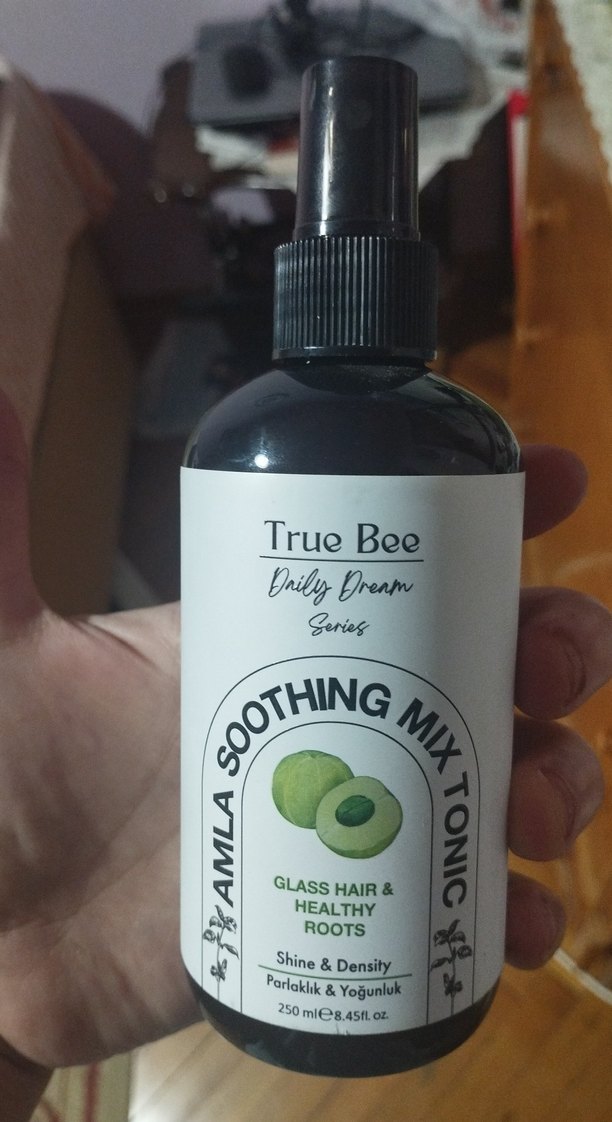 True Bee
Daily Dream
Series
AMLA SOOTHING MIX TONIC
GLASS HAIR &
HEALTHY
ROOTS
Shine & Density
Parlaklık & Yoğunluk
250 ml℮8.45fl. oz.